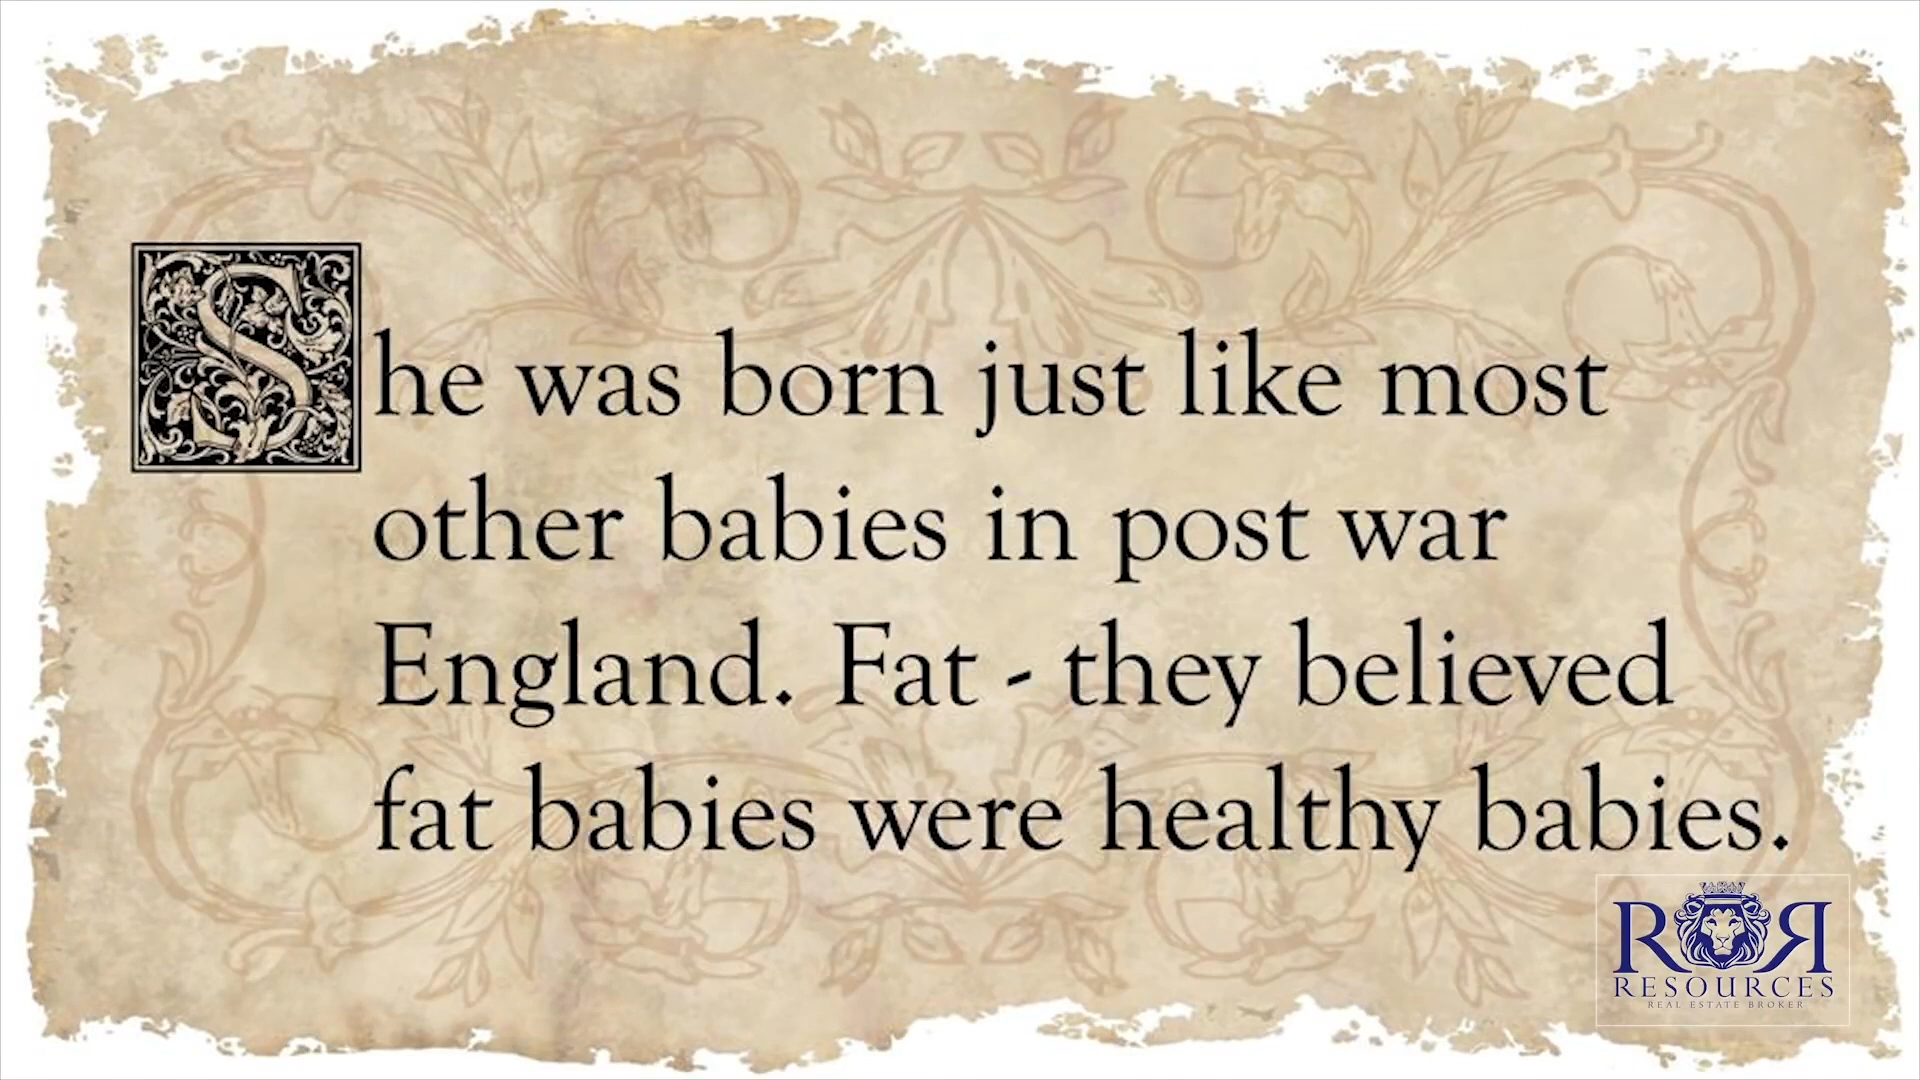 She was born just like most
other babies in post war
England. Fat - they believed
fat babies were healthy babies.
ROR
RESOURCES
REAL ESTATE BROKER